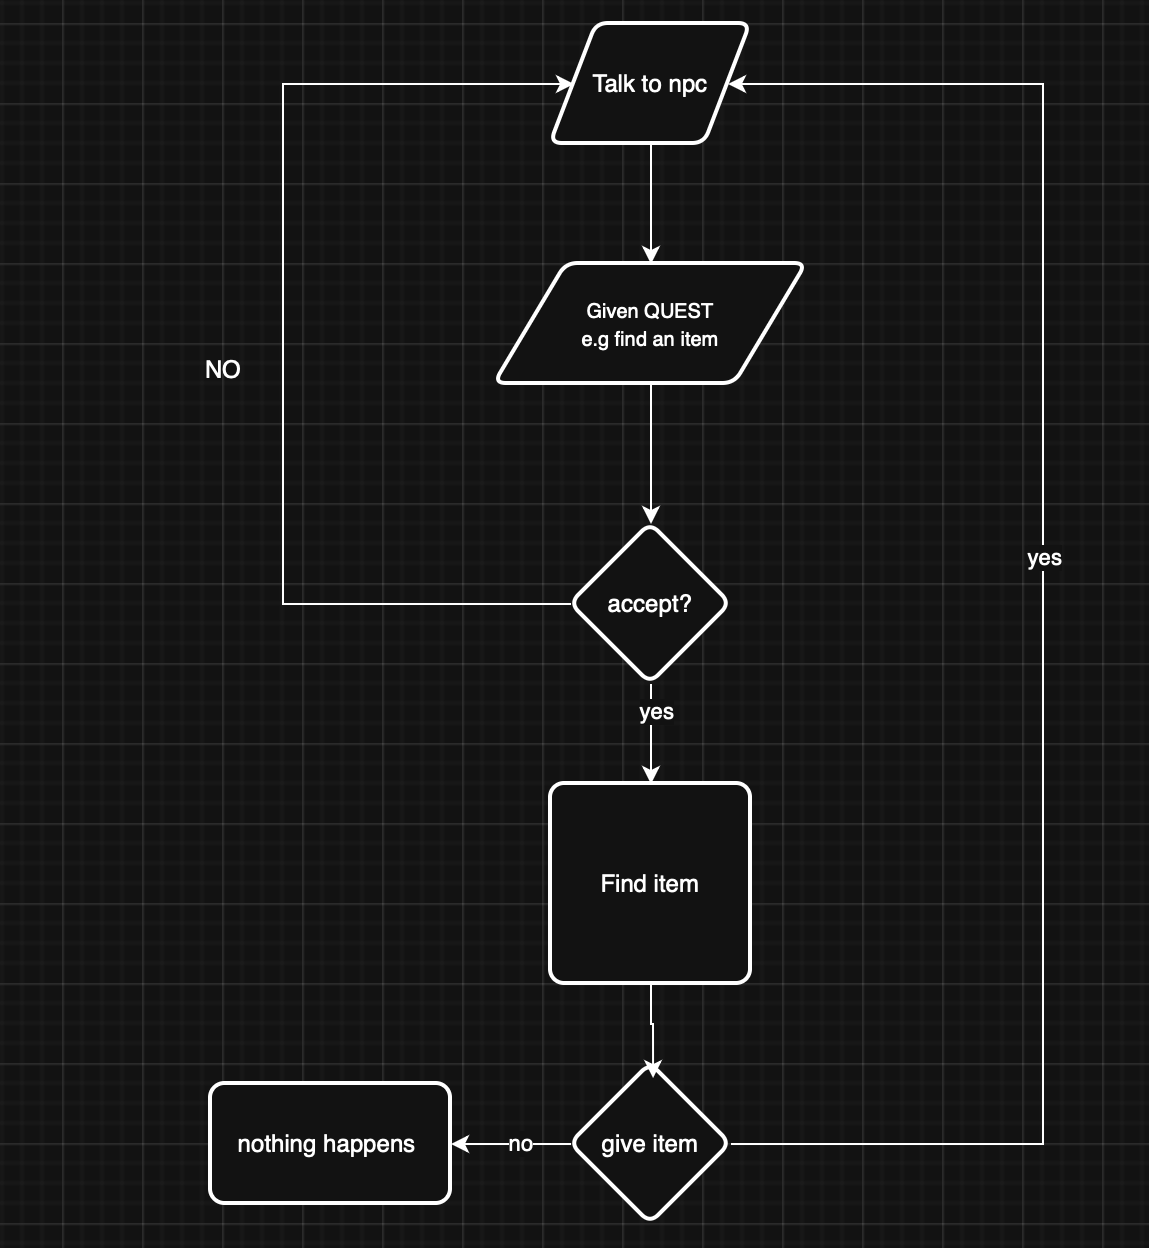 Talk to npc
Given QUEST
e.g find an item
NO
yes
accept?
yes
Find item
nothing happens
no
give item